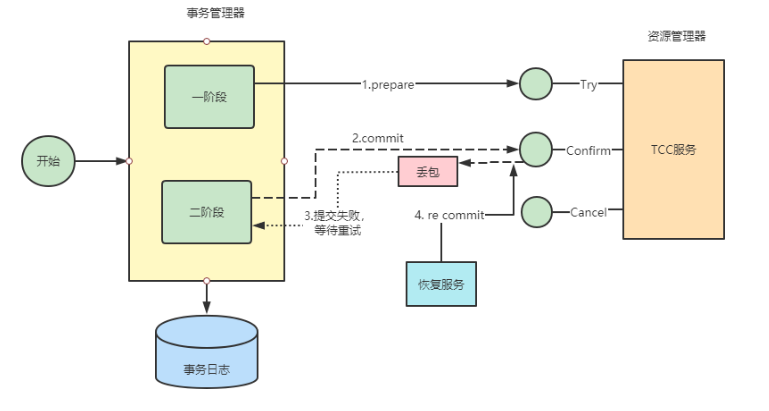 事务管理器
资源管理器
一阶段
1.prepare
Try
2.commit
开始
丢包
Confirm
TCC服务
二阶段
3.提交失败，
等待重试
4. re commit
Cancel
恢复服务
事务日志